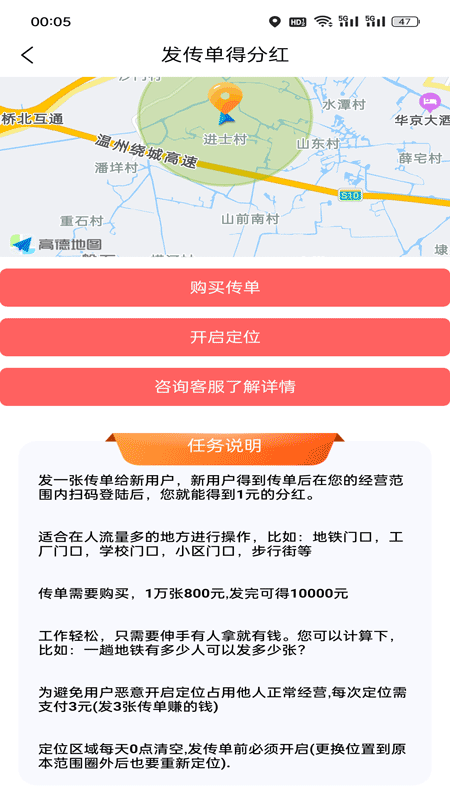 00:05
HD2
5G
5G
47
发传单得分红
水潭村
桥北互通
进士村
华京大酒
温州绕城高速
山东村
薛宅村
潘垟村
S10
重石村
山前南村
高德地图
埭
购买传单
开启定位
咨询客服了解详情
任务说明
发一张传单给新用户，新用户得到传单后在您的经营范
围内扫码登陆后，您就能得到1元的分红。
适合在人流量多的地方进行操作，比如：地铁门口，工
厂门口，学校门口，小区门口，步行街等
传单需要购买，1万张800元,发完可得10000元
工作轻松，只需要伸手有人拿就有钱。您可以计算下，
比如：一趟地铁有多少人可以发多少张？
为避免用户恶意开启定位占用他人正常经营,每次定位需
支付3元(发3张传单赚的钱)
定位区域每天0点清空,发传单前必须开启(更换位置到原
本范围圈外后也要重新定位).